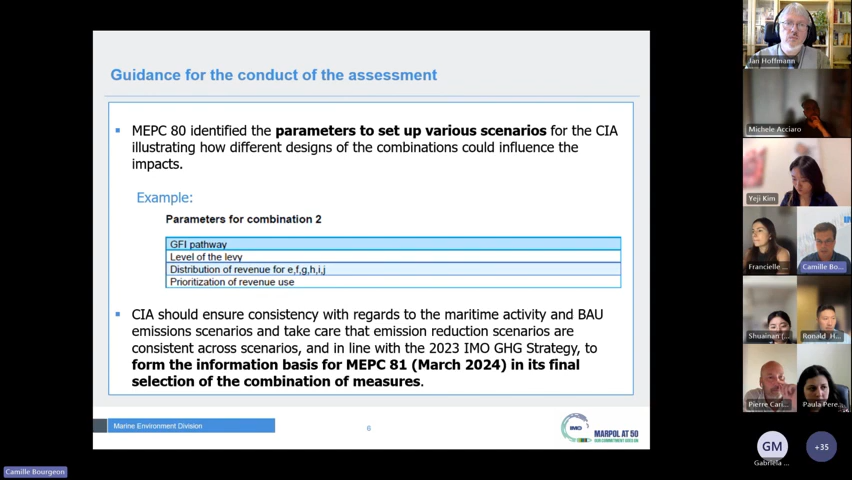 Guidance for the conduct of the assessment
MEPC 80 identified the parameters to set up various scenarios for the CIA
illustrating how different designs of the combinations could influence the
impacts.
Example:
Parameters for combination 2
GFI pathway
Level of the levy
Distribution of revenue for e,f,g,h,i,j
Prioritization of revenue use
CIA should ensure consistency with regards to the maritime activity and BAU
emissions scenarios and take care that emission reduction scenarios are
consistent across scenarios, and in line with the 2023 IMO GHG Strategy, to
form the information basis for MEPC 81 (March 2024) in its final
selection of the combination of measures.
Marine Environment Division
6
IMO
MARPOL AT 50
Camille Bourgeon
Jan Hoffmann
Michele Acciaro
Yeji Kim
Francielle ...
Camille Bo...
Shuainan (...
Ronald H...
Pierre Cari...
Paula Pere...
GM
Gabriela ...
+35